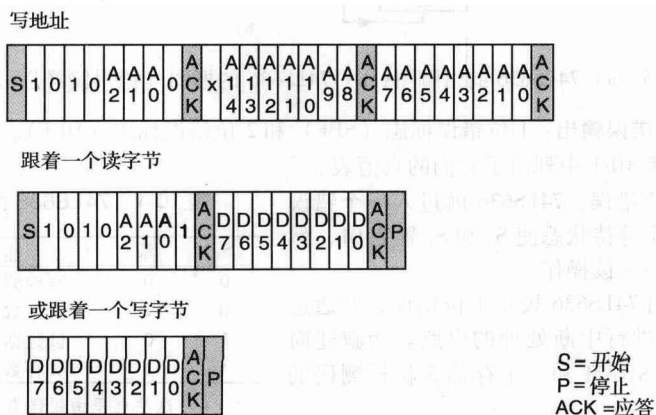 写地址
S 1 0 1 0 A2 A1 A0 0 ACK x A14 A13 A12 A11 A10 A9 A8 ACK A7 A6 A5 A4 A3 A2 A1 A0 ACK
跟着一个读字节
S 1 0 1 0 A2 A1 A0 1 ACK D7 D6 D5 D4 D3 D2 D1 D0 ACK P
或跟着一个写字节
D7 D6 D5 D4 D3 D2 D1 D0 ACK P
S=开始
P=停止
ACK =应答